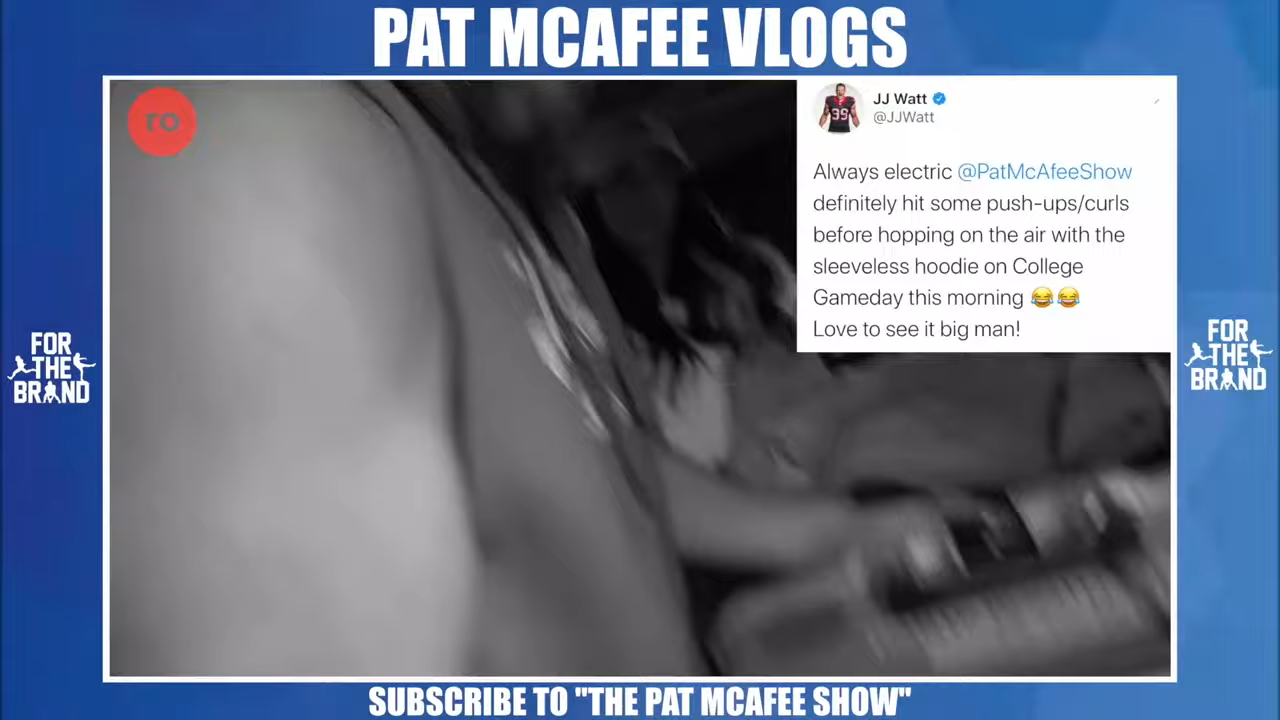 PAT MCAFEE VLOGS
ro
JJ Watt
@JJWatt
Always electric @PatMcAfeeShow
definitely hit some push-ups/curls
before hopping on the air with the
sleeveless hoodie on College
Gameday this morning 😂😂
Love to see it big man!
39
FOR
THE
BRAND
FOR
THE
BRAND
SUBSCRIBE TO "THE PAT MCAFEE SHOW"